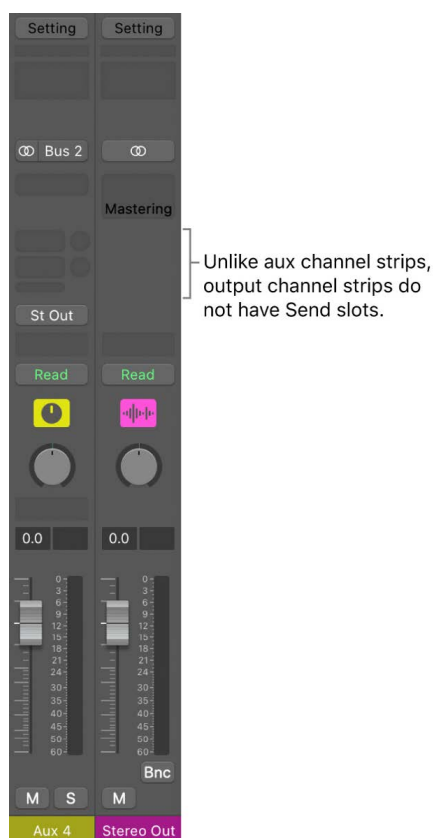 Setting Setting
Bus 2
Mastering
Unlike aux channel strips,
output channel strips do
not have Send slots.
St Out
Read Read
0.0 0.0
0 0
3 3
6 6
9 9
12 12
15 15
18 18
21 21
24 24
30 30
35 35
40 40
45 45
50 50
60 60
Bnc
M S M
Aux 4 Stereo Out